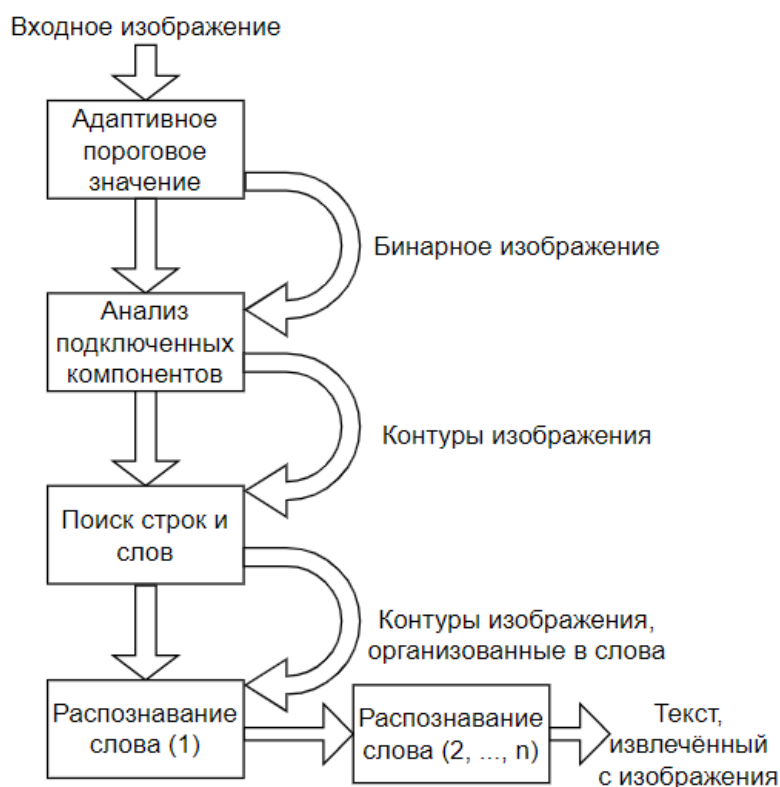 Входное изображение
Адаптивное
пороговое
значение
Бинарное изображение
Анализ
подключенных
компонентов
Контуры изображения
Поиск строк и
слов
Контуры изображения,
организованные в слова
Распознавание
слова (1)
Распознавание
слова (2, ..., n)
Текст,
извлечённый
с изображения